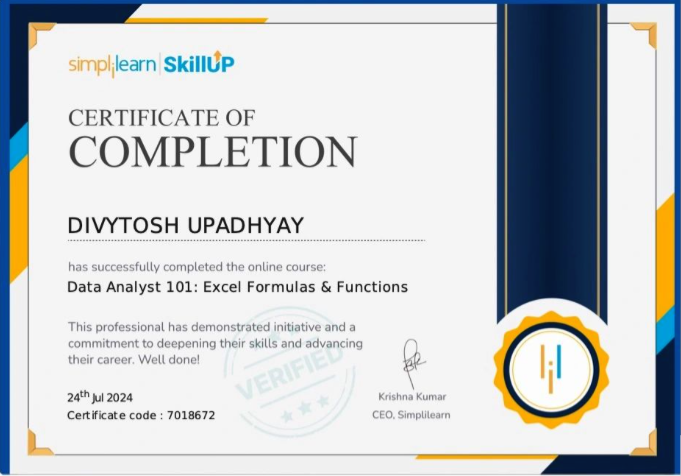 simplilearn | SkillUP
CERTIFICATE OF
COMPLETION
DIVYTOSH UPADHYAY
has successfully completed the online course:
Data Analyst 101: Excel Formulas & Functions
This professional has demonstrated initiative and a
commitment to deepening their skills and advancing
their career. Well done!
VERIFIED
24th Jul 2024
Certificate code : 7018672
Krishna Kumar
CEO, Simplilearn